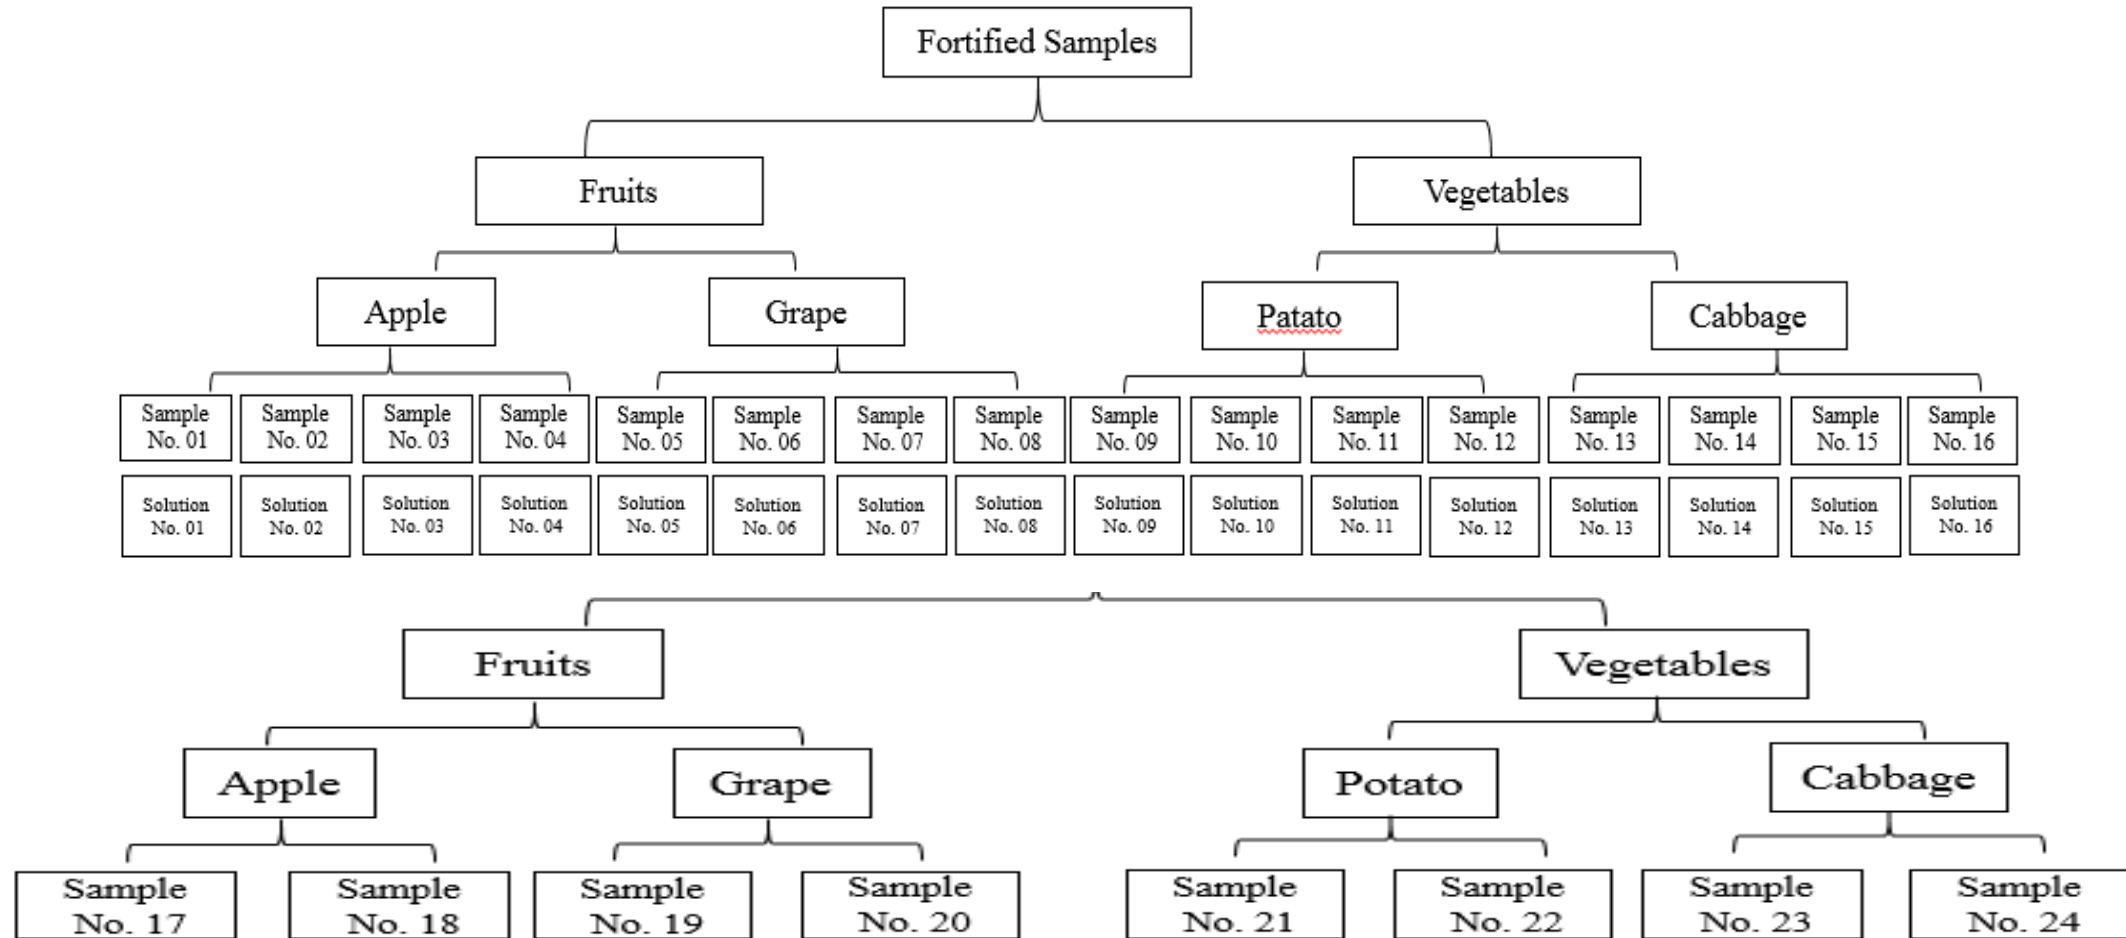 Fortified Samples
Fruits
Vegetables
Apple
Grape
Patato
Cabbage
Sample
No. 01
Sample
No. 02
Sample
No. 03
Sample
No. 04
Sample
No. 05
Sample
No. 06
Sample
No. 07
Sample
No. 08
Sample
No. 09
Sample
No. 10
Sample
No. 11
Sample
No. 12
Sample
No. 13
Sample
No. 14
Sample
No. 15
Sample
No. 16
Solution
No. 01
Solution
No. 02
Solution
No. 03
Solution
No. 04
Solution
No. 05
Solution
No. 06
Solution
No. 07
Solution
No. 08
Solution
No. 09
Solution
No. 10
Solution
No. 11
Solution
No. 12
Solution
No. 13
Solution
No. 14
Solution
No. 15
Solution
No. 16
Fruits
Vegetables
Apple
Grape
Potato
Cabbage
Sample
No. 17
Sample
No. 18
Sample
No. 19
Sample
No. 20
Sample
No. 21
Sample
No. 22
Sample
No. 23
Sample
No. 24